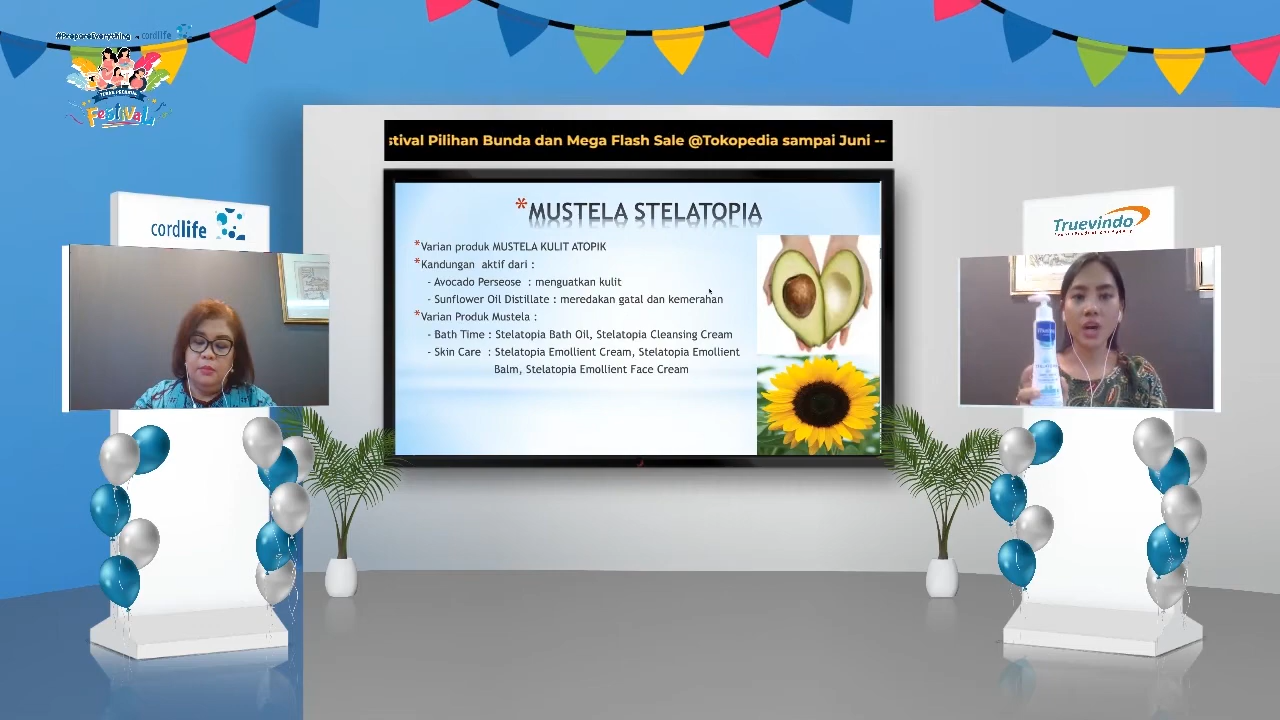 #PrepareEverything cordlife
Festival
stival Pilihan Bunda dan Mega Flash Sale @Tokopedia sampai Juni --
*MUSTELA STELATOPIA
*Varian produk MUSTELA KULIT ATOPIK
*Kandungan aktif dari :
- Avocado Perseose : menguatkan kulit
- Sunflower Oil Distillate : meredakan gatal dan kemerahan
*Varian Produk Mustela :
- Bath Time : Stelatopia Bath Oil, Stelatopia Cleansing Cream
- Skin Care : Stelatopia Emollient Cream, Stelatopia Emollient
Balm, Stelatopia Emollient Face Cream
cordlife
Truevindo